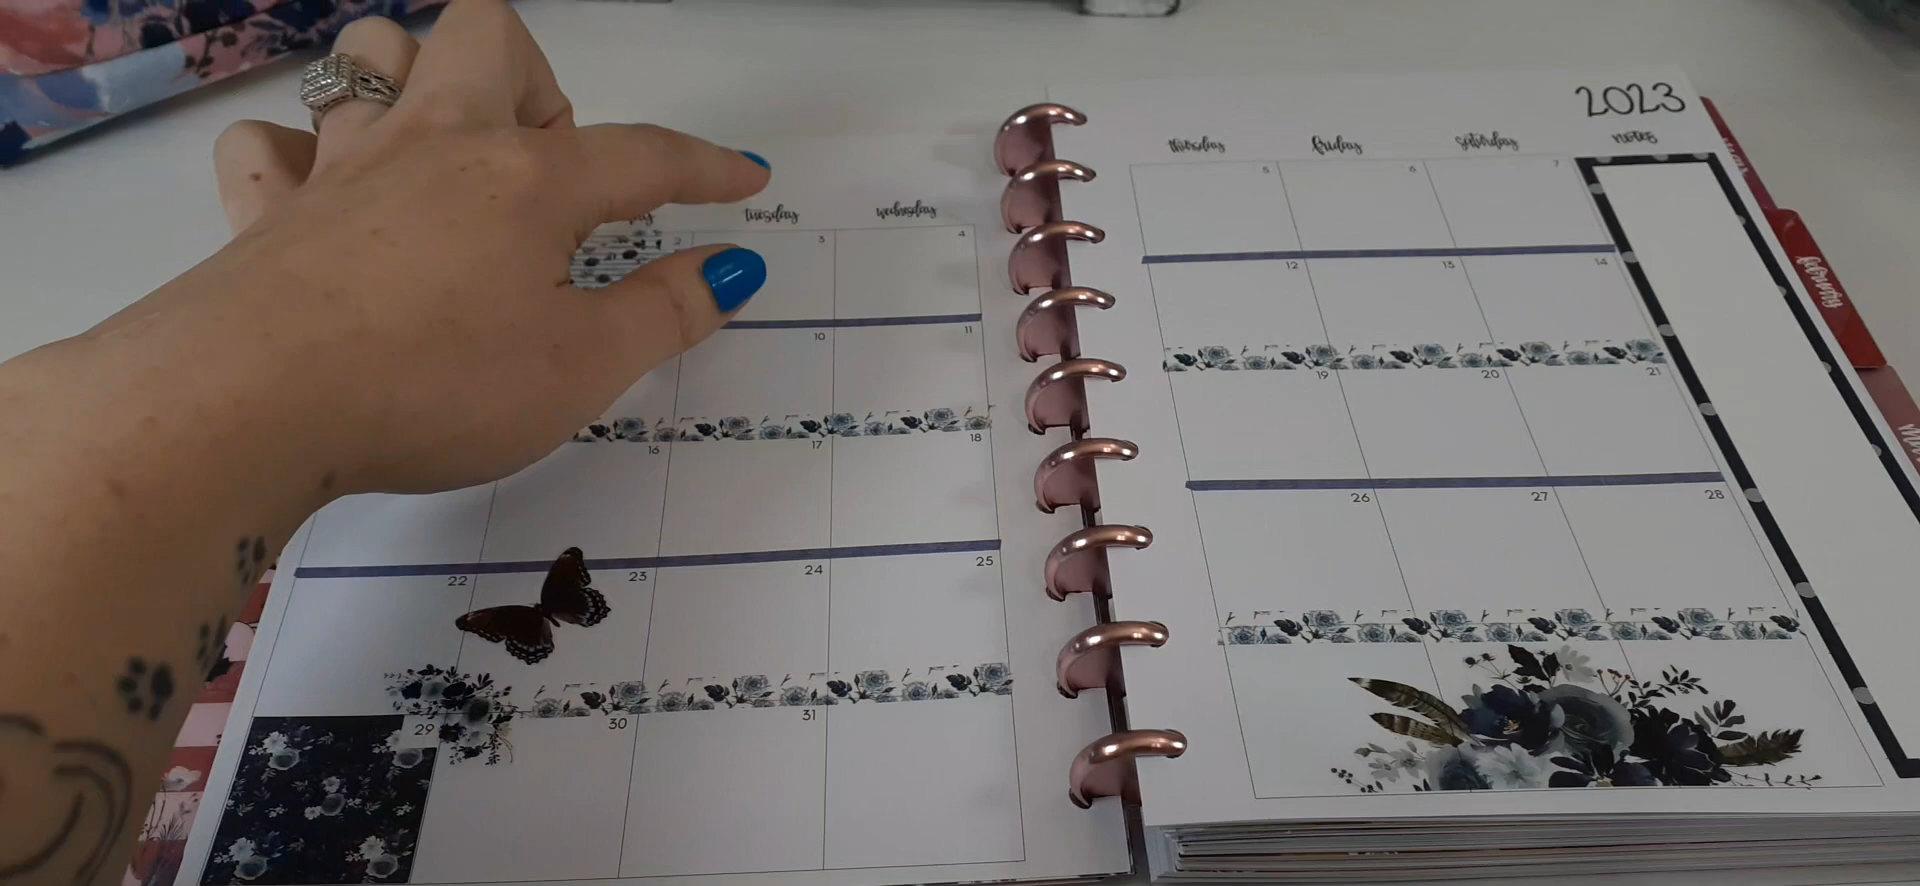 2023
tuesday wednesday
thursday friday saturday notes
2 3 4
5 6 7
10 11
12 13 14
16 17 18
19 20 21
22 23 24 25
26 27 28
29 30 31
february